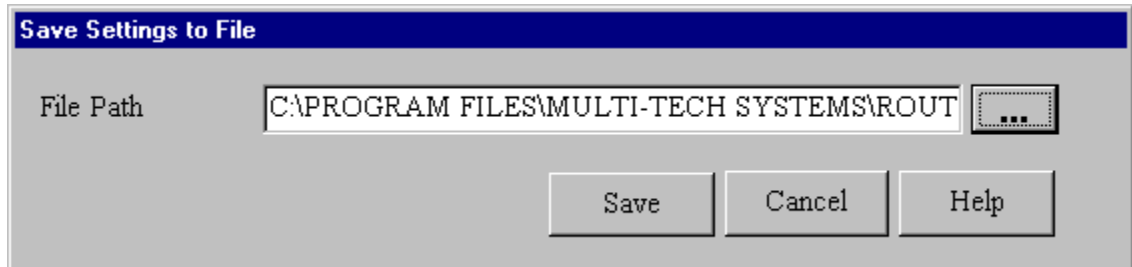 Save Settings to File
File Path C:\PROGRAM FILES\MULTI-TECH SYSTEMS\ROUT ...
Save Cancel Help